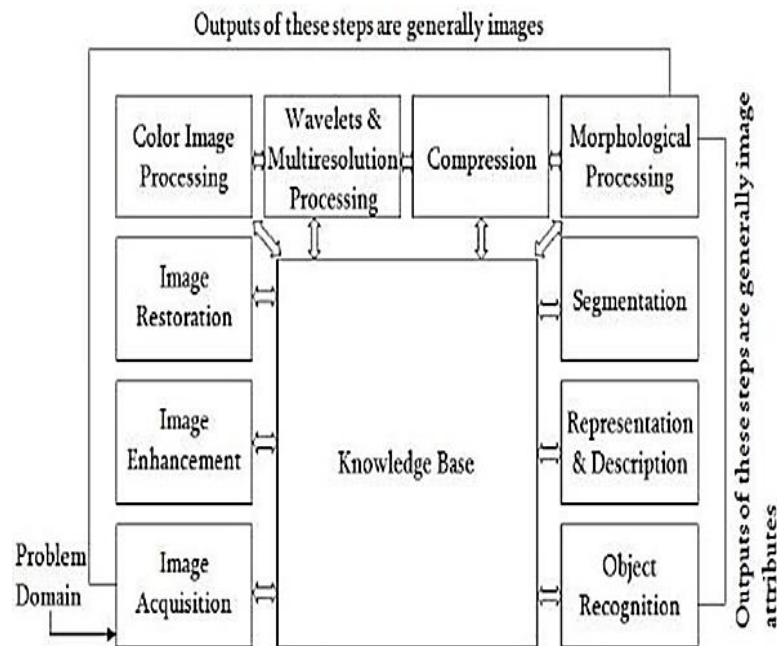 Outputs of these steps are generally images
Color Image
Processing
Wavelets &
Multiresolution
Processing
Compression
Morphological
Processing
Image
Restoration
Segmentation
Image
Enhancement
Knowledge Base
Representation
& Description
Problem
Domain
Image
Acquisition
Object
Recognition
Outputs of these steps are generally image
attributes